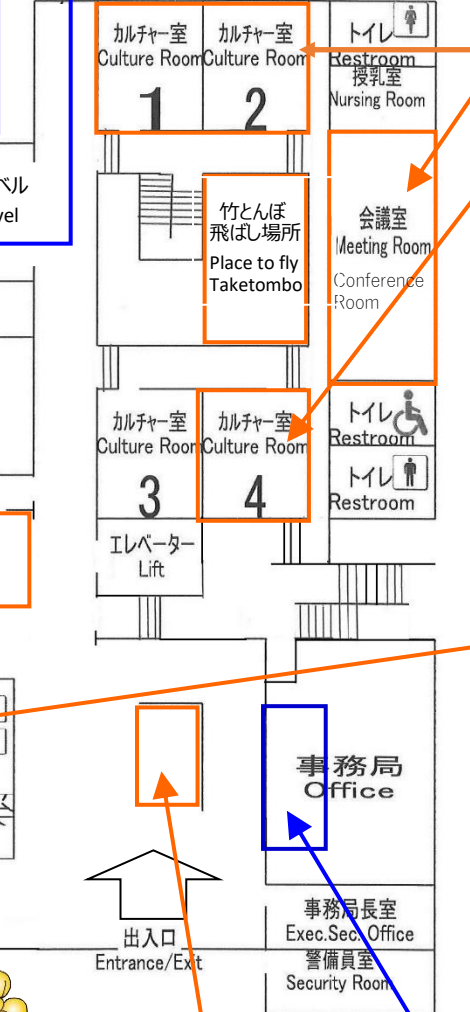 カルチャー室
Culture Room
1
カルチャー室
Culture Room
2
トイレ
Restroom
授乳室
Nursing Room
ベル
vel
竹とんぼ
飛ばし場所
Place to fly
Taketombo
会議室
Meeting Room
Conference
Room
カルチャー室
Culture Room
3
カルチャー室
Culture Room
4
トイレ
Restroom
トイレ
Restroom
エレベーター
Lift
事務局
Office
事務局長室
Exec.Sec. Office
出入口
Entrance/Exit
警備員室
Security Room